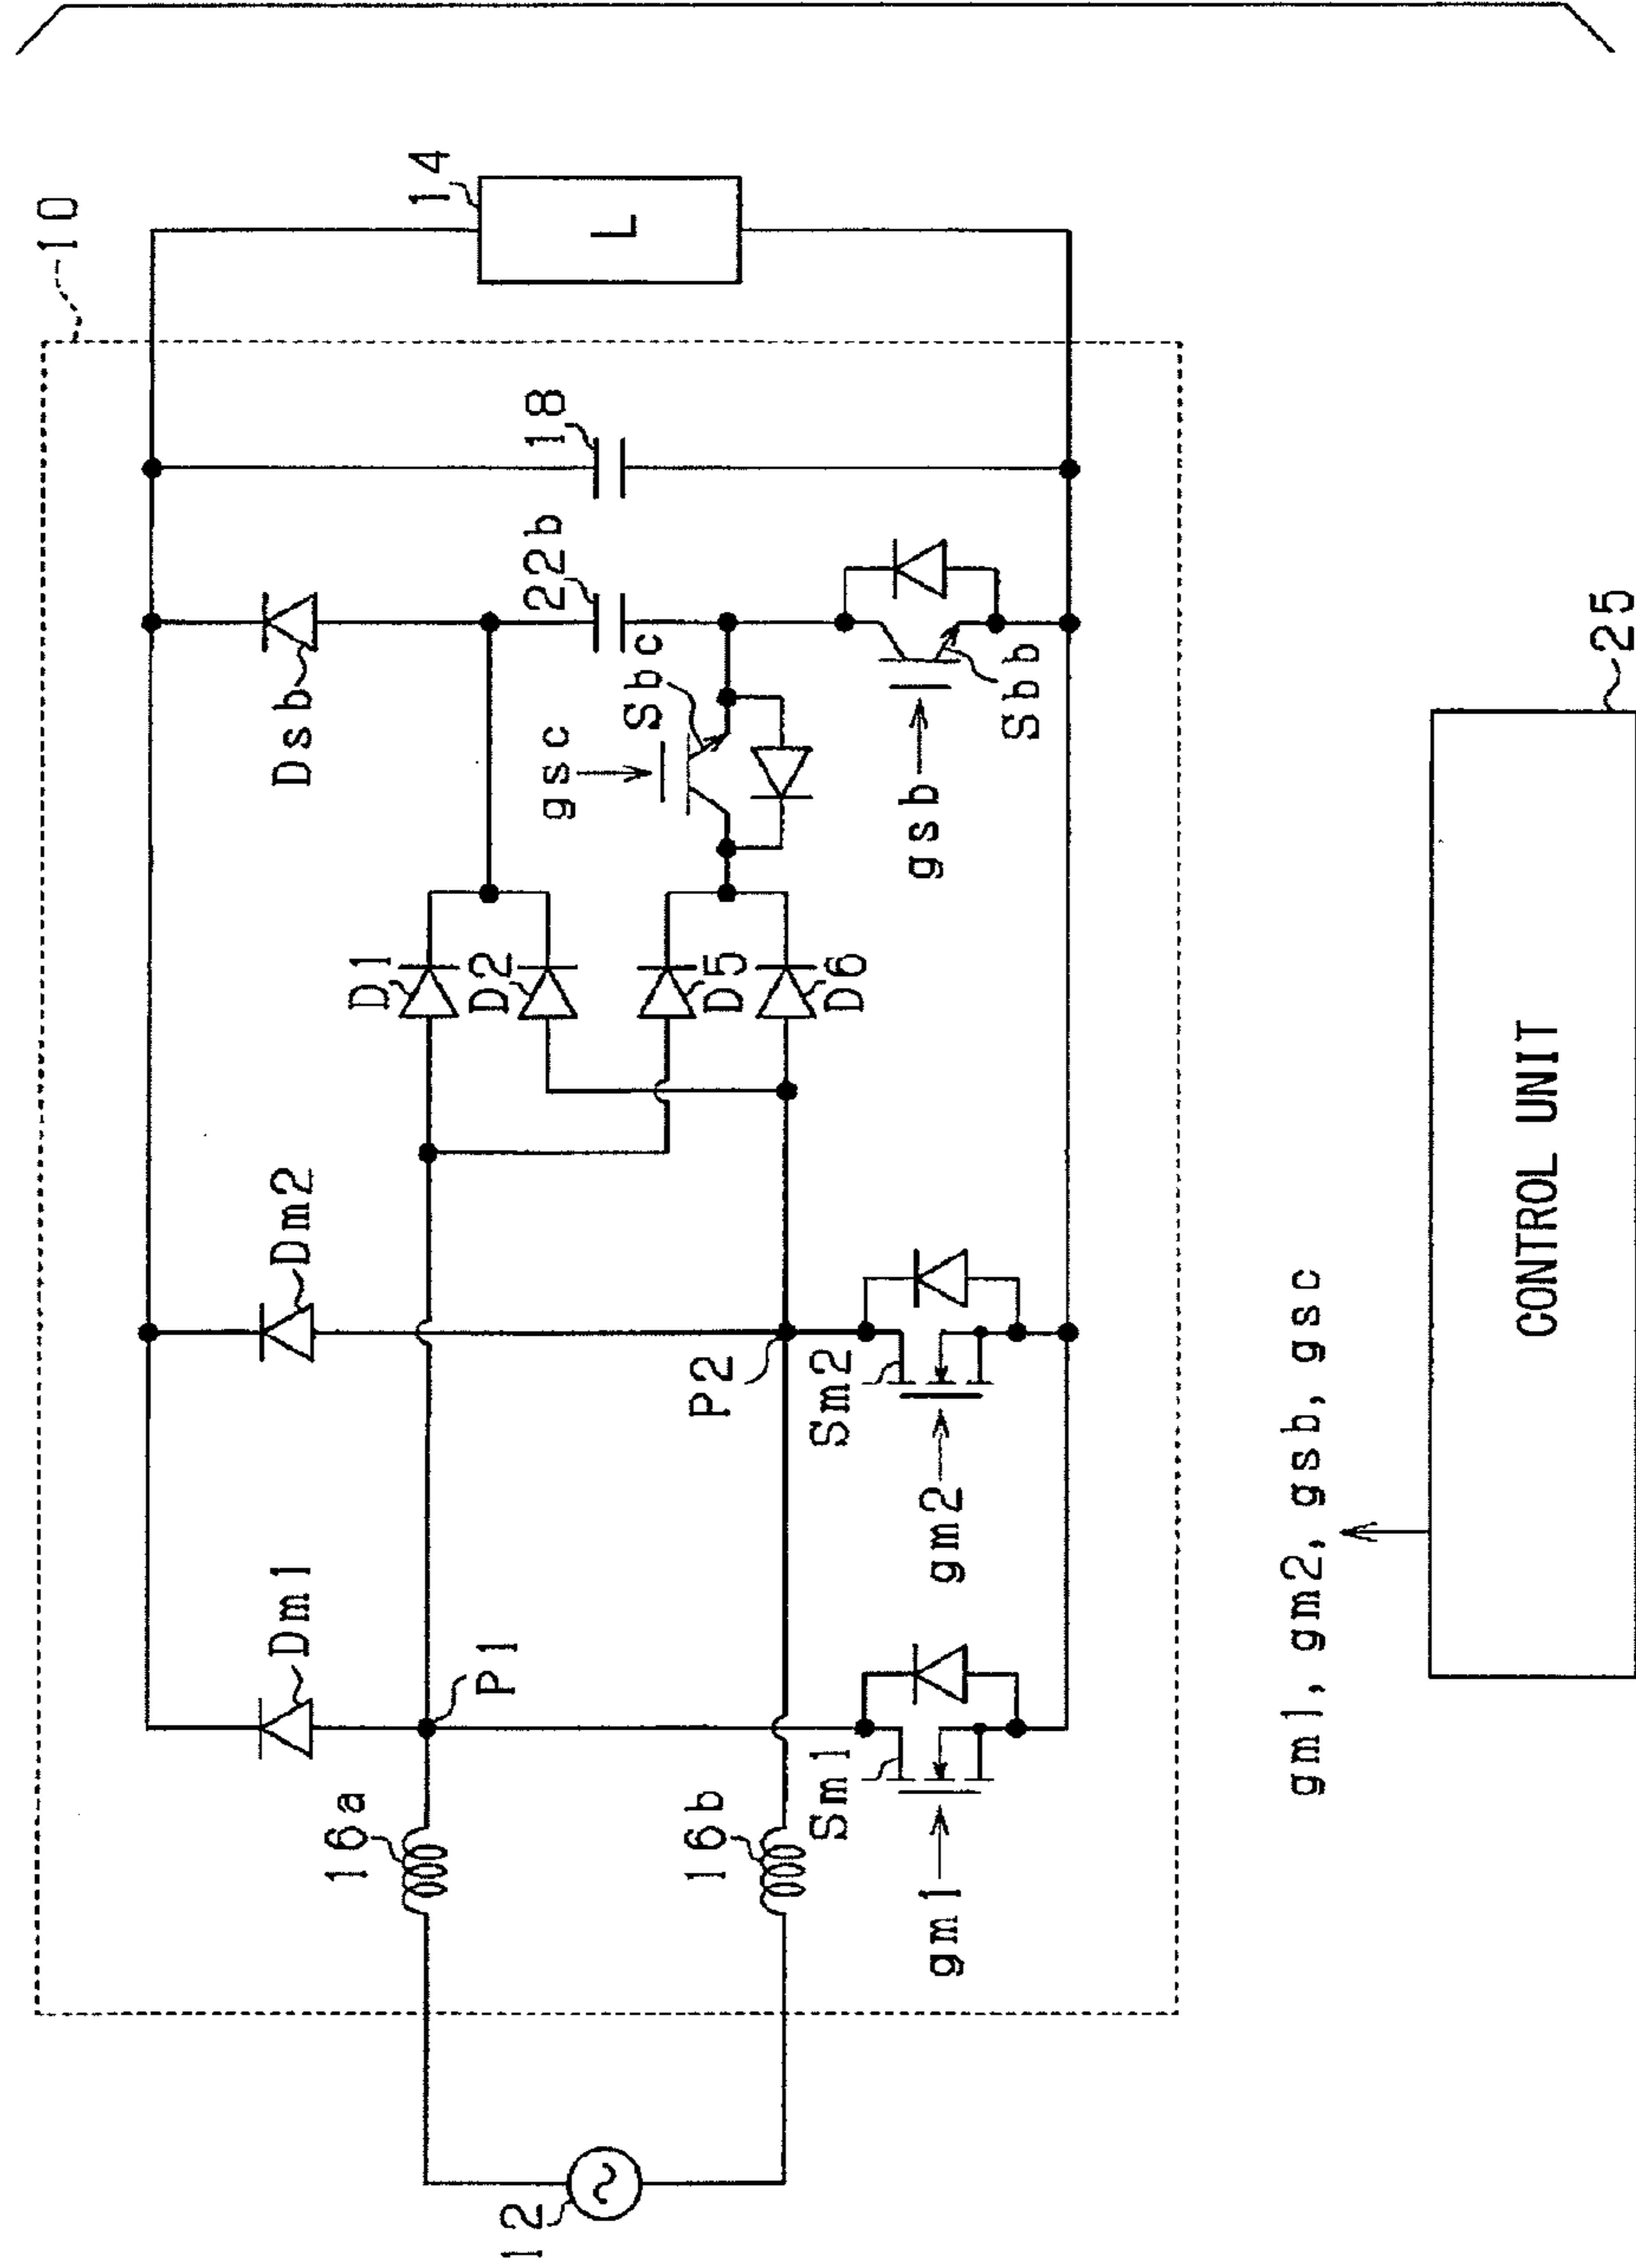 10
14
L
18
22b
Dsb
gsc
Sbc
gsb
Sbb
D1
D2
D5
D6
Dm2
P2
Sm2
gm2
Dm1
P1
16a
16b
Sm1
gm1
12
gm1, gm2, gsb, gsc
CONTROL UNIT
25